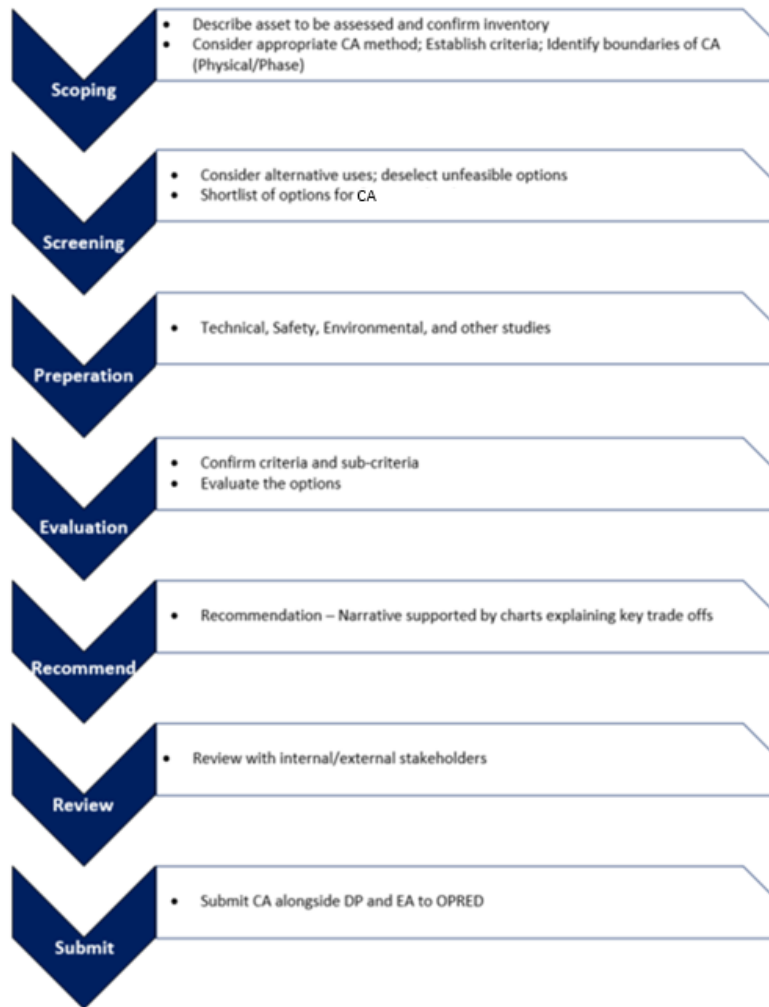 • Describe asset to be assessed and confirm inventory
• Consider appropriate CA method; Establish criteria; Identify boundaries of CA
(Physical/Phase)
Scoping
• Consider alternative uses; deselect unfeasible options
• Shortlist of options for CA
Screening
• Technical, Safety, Environmental, and other studies
Preperation
• Confirm criteria and sub-criteria
• Evaluate the options
Evaluation
• Recommendation – Narrative supported by charts explaining key trade offs
Recommend
• Review with internal/external stakeholders
Review
• Submit CA alongside DP and EA to OPRED
Submit